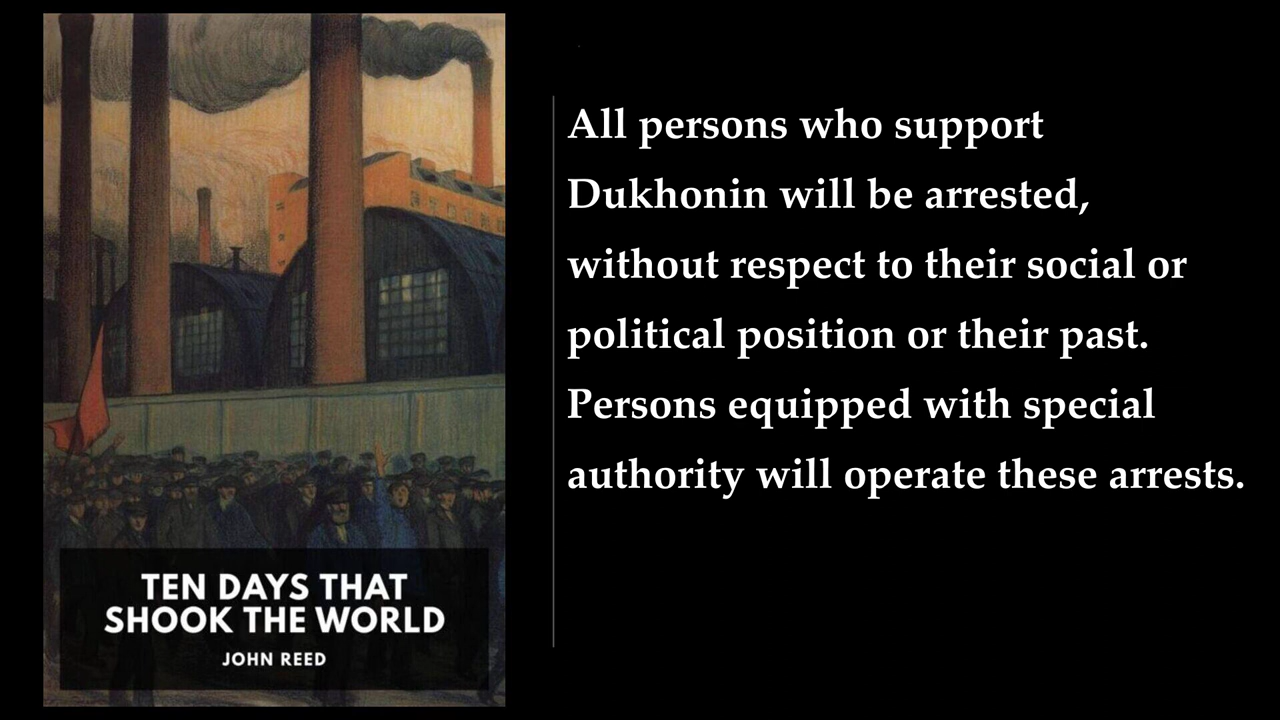 All persons who support
Dukhonin will be arrested,
without respect to their social or
political position or their past.
Persons equipped with special
authority will operate these arrests.
TEN DAYS THAT
SHOOK THE WORLD
JOHN REED